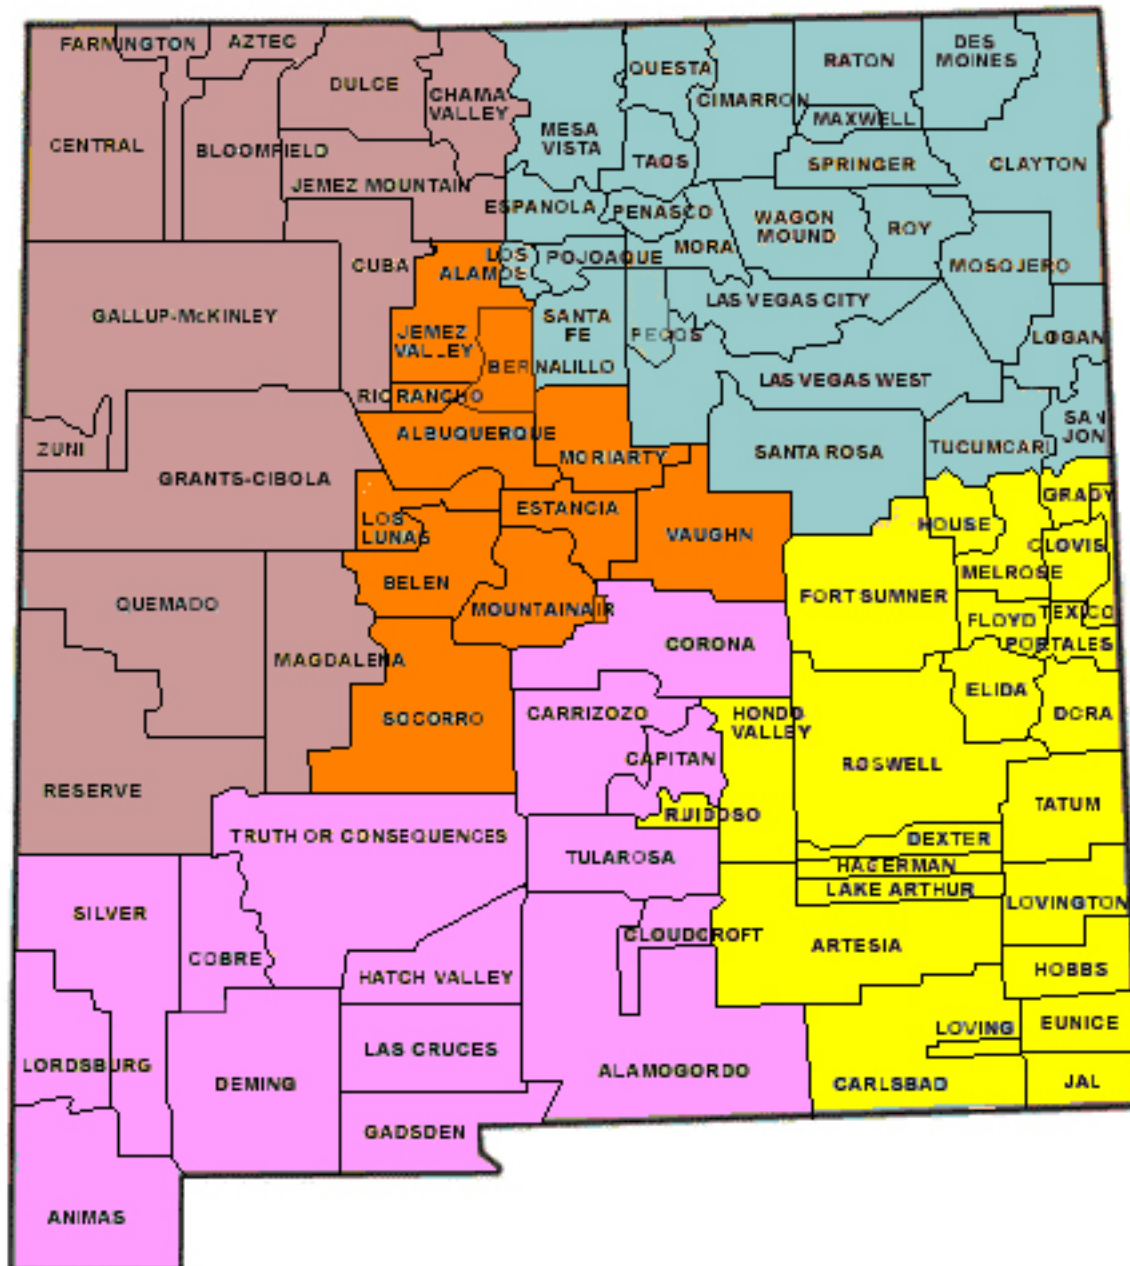 FARMINGTON
AZTEC
DULCE
CHAMA
VALLEY
QUESTA
CIMARRON
RATON
DES
MOINES
MAXWELL
CENTRAL
BLOOMFIELD
MESA
VISTA
TAOS
SPRINGER
CLAYTON
JEMEZ MOUNTAIN
ESPANOLA
PENASCO
WAGON
MOUND
ROY
CUBA
LOS
ALAMOS
POJOAQUE
MORA
MOSQJERO
GALLUP-McKINLEY
JEMEZ
VALLEY
SANTA
FE
PECOS
LAS VEGAS CITY
LOGAN
BERNALILLO
RIO RANCHO
LAS VEGAS WEST
ZUNI
GRANTS-CIBOLA
ALBUQUERQUE
MORIARTY
SANTA ROSA
TUCUMCARI
SAN
JON
LOS
LUNAS
ESTANCIA
VAUGHN
HOUSE
GRADY
CLOVIS
QUEMADO
BELEN
MOUNTAINAIR
FORT SUMNER
MELROSE
FLOYD
TEXICO
PORTALES
MAGDALENA
CORONA
ELIDA
DORA
SOCORRO
CARRIZOZO
HONDO
VALLEY
CAPITAN
ROSWELL
RESERVE
RUIDOSO
TATUM
TRUTH OR CONSEQUENCES
TULAROSA
DEXTER
HAGERMAN
LAKE ARTHUR
LOVINGTON
SILVER
COBRE
CLOUDCROFT
ARTESIA
HATCH VALLEY
HOBBS
LORDSBURG
DEMING
LAS CRUCES
ALAMOGORDO
LOVING
EUNICE
CARLSBAD
JAL
GADSDEN
ANIMAS